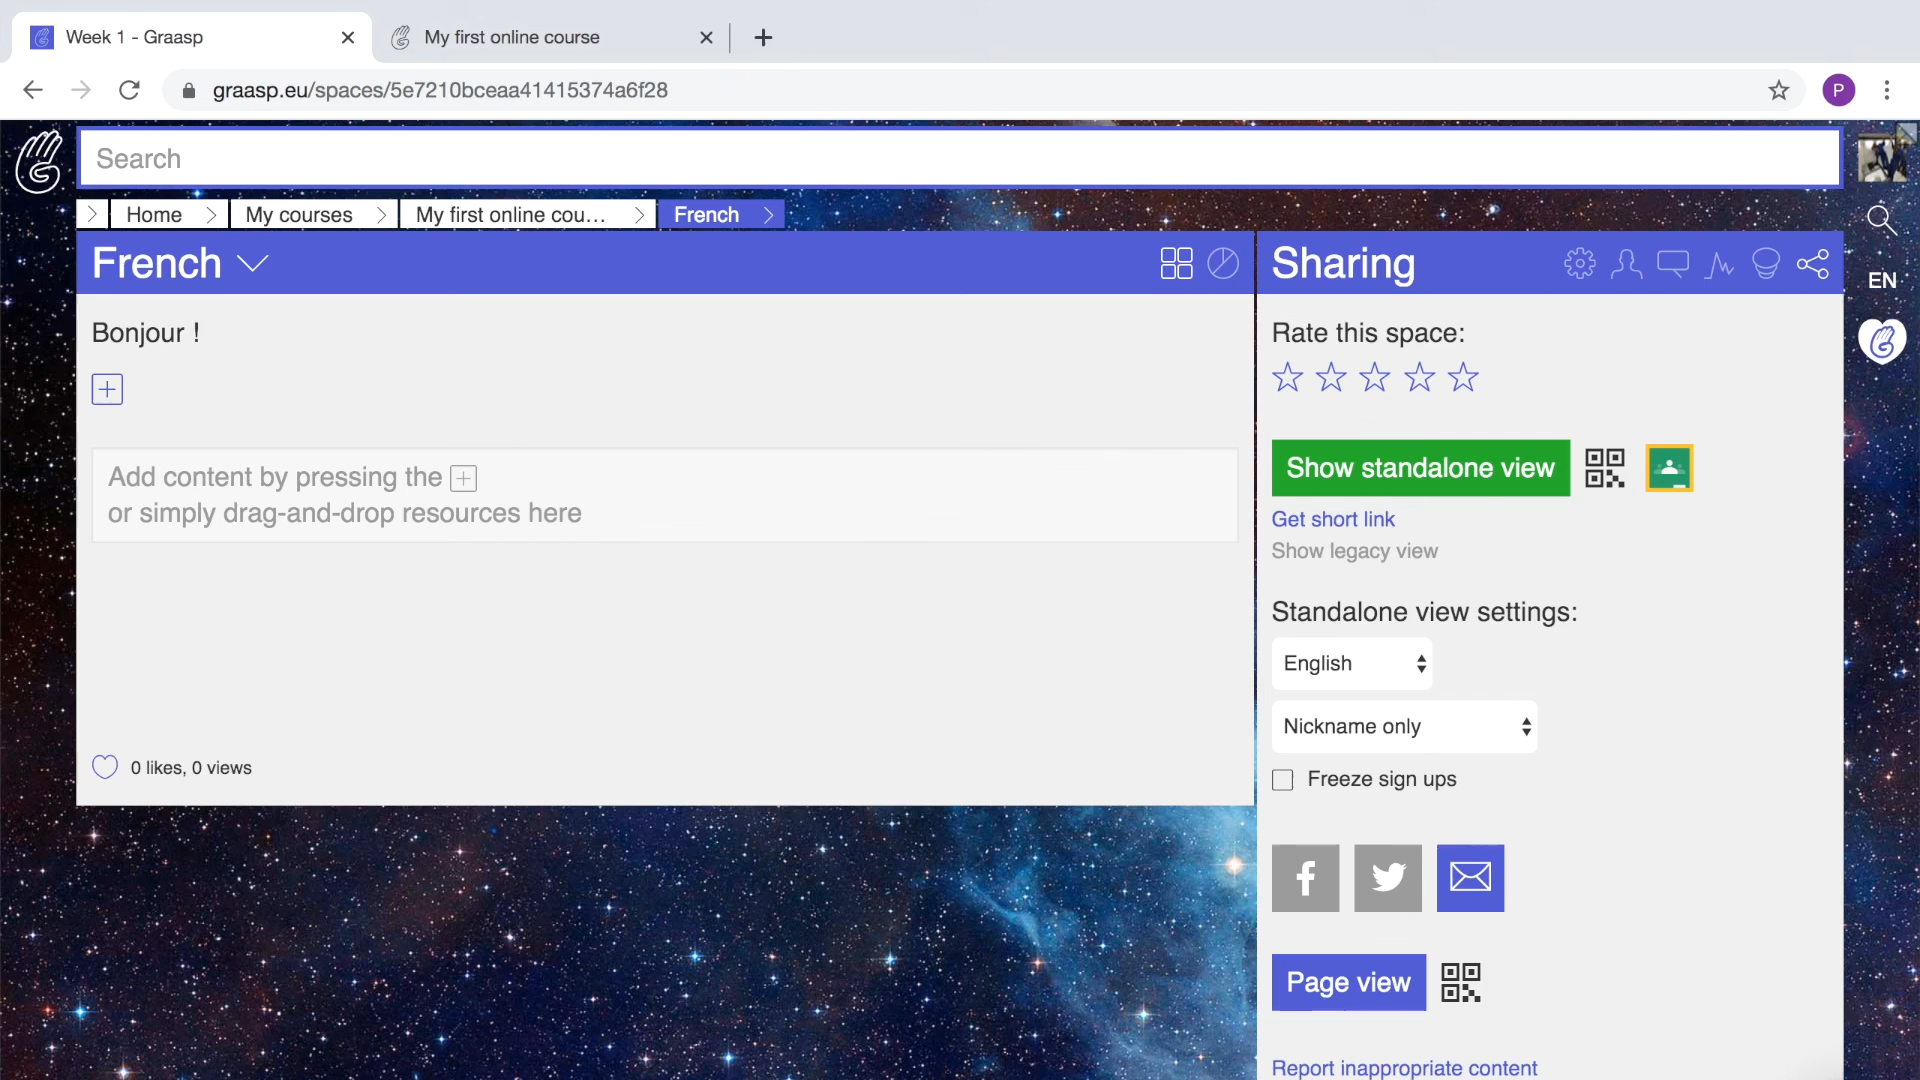 Week 1 - Graasp
My first online course
graasp.eu/spaces/5e7210bceaa41415374a6f28
P
Search
Home
My courses
My first online cou...
French
French
Sharing
EN
Bonjour !
Rate this space:
Add content by pressing the
or simply drag-and-drop resources here
Show standalone view
Get short link
Show legacy view
Standalone view settings:
English
Nickname only
0 likes, 0 views
Freeze sign ups
Page view
Report inappropriate content